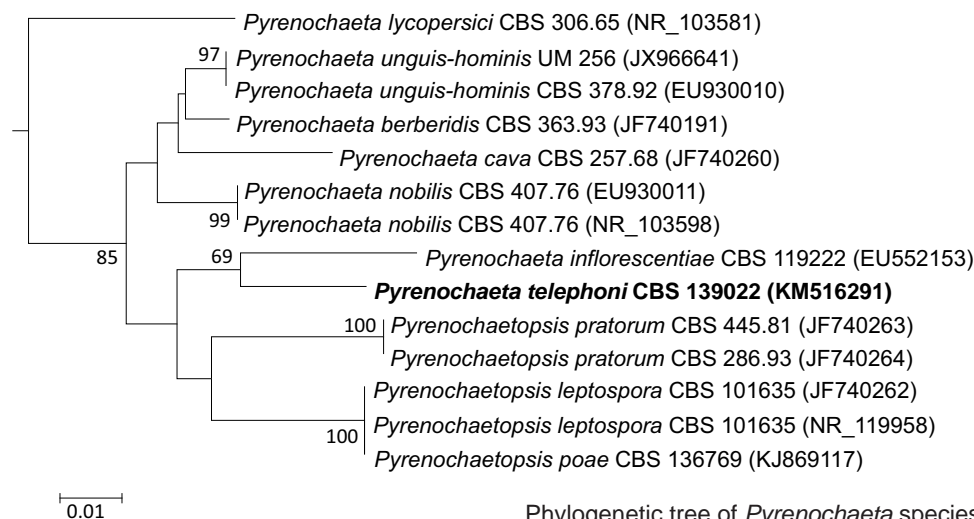 Pyrenochaeta lycopersici CBS 306.65 (NR_103581)
97
Pyrenochaeta unguis-hominis UM 256 (JX966641)
Pyrenochaeta unguis-hominis CBS 378.92 (EU930010)
Pyrenochaeta berberidis CBS 363.93 (JF740191)
Pyrenochaeta cava CBS 257.68 (JF740260)
Pyrenochaeta nobilis CBS 407.76 (EU930011)
99
Pyrenochaeta nobilis CBS 407.76 (NR_103598)
85
69
Pyrenochaeta inflorescentiae CBS 119222 (EU552153)
Pyrenochaeta telephoni CBS 139022 (KM516291)
100
Pyrenochaetopsis pratorum CBS 445.81 (JF740263)
Pyrenochaetopsis pratorum CBS 286.93 (JF740264)
Pyrenochaetopsis leptospora CBS 101635 (JF740262)
Pyrenochaetopsis leptospora CBS 101635 (NR_119958)
100
Pyrenochaetopsis poae CBS 136769 (KJ869117)
0.01
Phylogenetic tree of Pyrenochaeta species